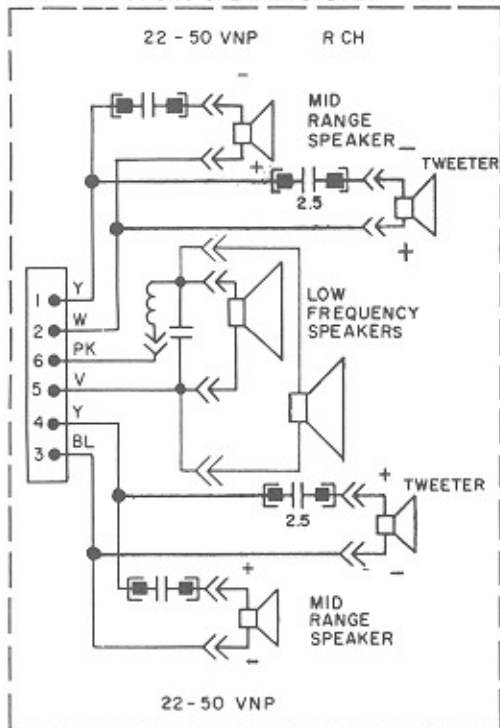 22-50 VNP R CH
-
MID
RANGE
SPEAKER
+
-
TWEETER
2.5
+
1 Y
2 W
6 PK
5 V
4 Y
3 BL
LOW
FREQUENCY
SPEAKERS
+
TWEETER
2.5
-
+
MID
RANGE
SPEAKER
-
22-50 VNP